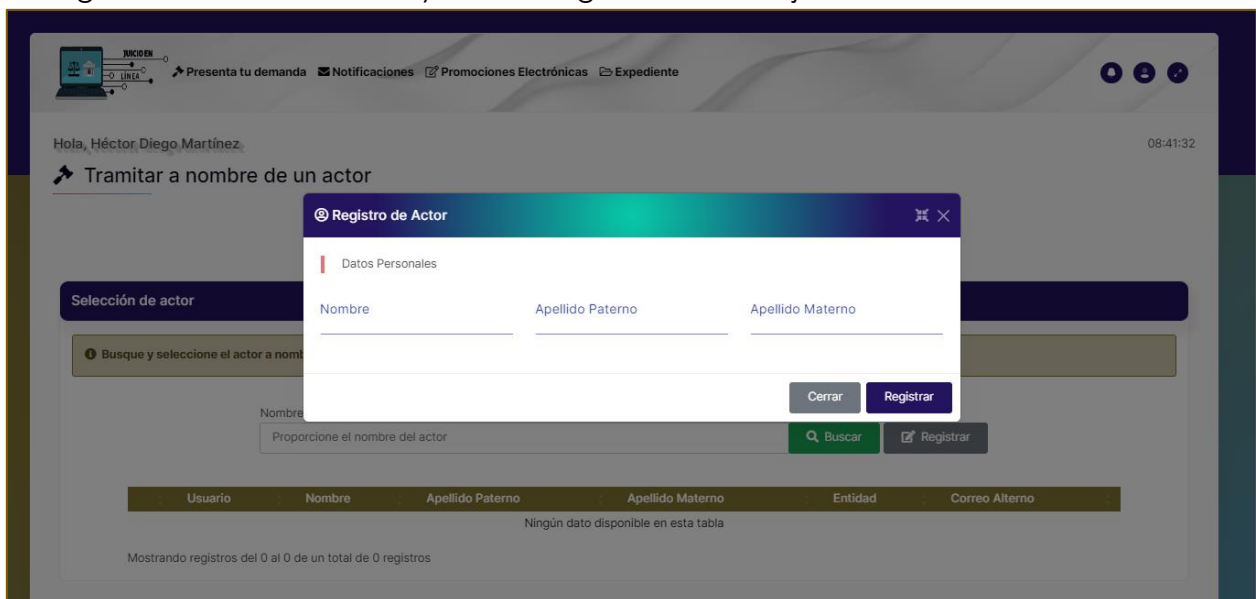 JUICIO EN
LÍNEA
Presenta tu demanda Notificaciones Promociones Electrónicas Expediente
Hola, Héctor Diego Martínez
08:41:32
Tramitar a nombre de un actor
Registro de Actor
Datos Personales
Nombre Apellido Paterno Apellido Materno
Cerrar Registrar
Selección de actor
Busque y seleccione el actor a
Nombre
Proporcione el nombre del actor Buscar Registrar
Usuario Nombre Apellido Paterno Apellido Materno Entidad Correo Alterno
Ningún dato disponible en esta tabla
Mostrando registros del 0 al 0 de un total de 0 registros